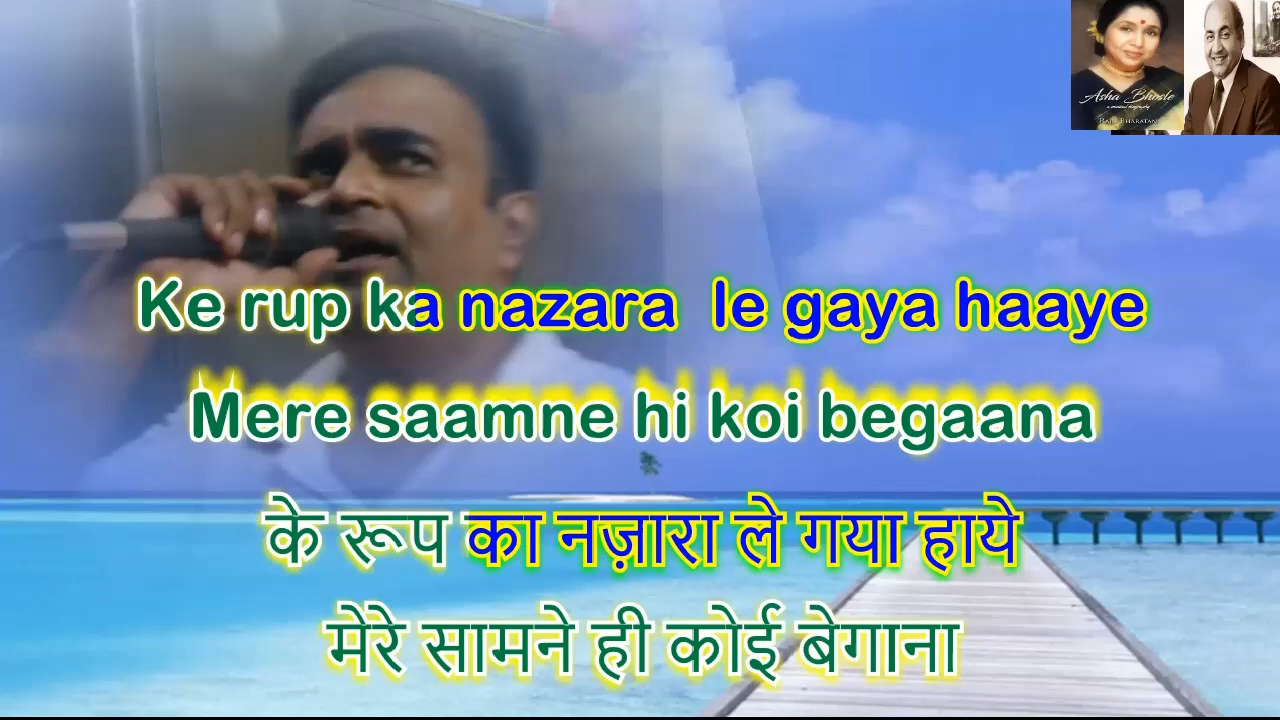 Asha Bhosle
Ke rup ka nazara le gaya haaye
Mere saamne hi koi begaana
के रूप का नज़ारा ले गया हाये
मेरे सामने ही कोई बेगाना